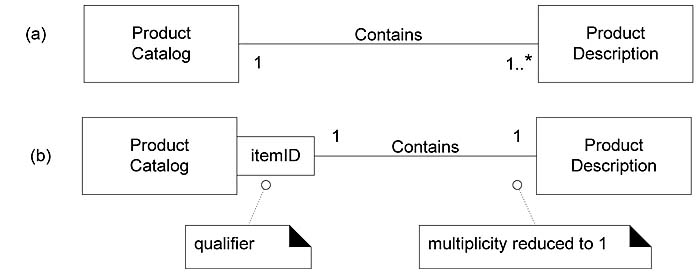 (a)
Product
Catalog
Contains
1
1..*
Product
Description
(b)
Product
Catalog
itemID
1
Contains
1
Product
Description
qualifier
multiplicity reduced to 1